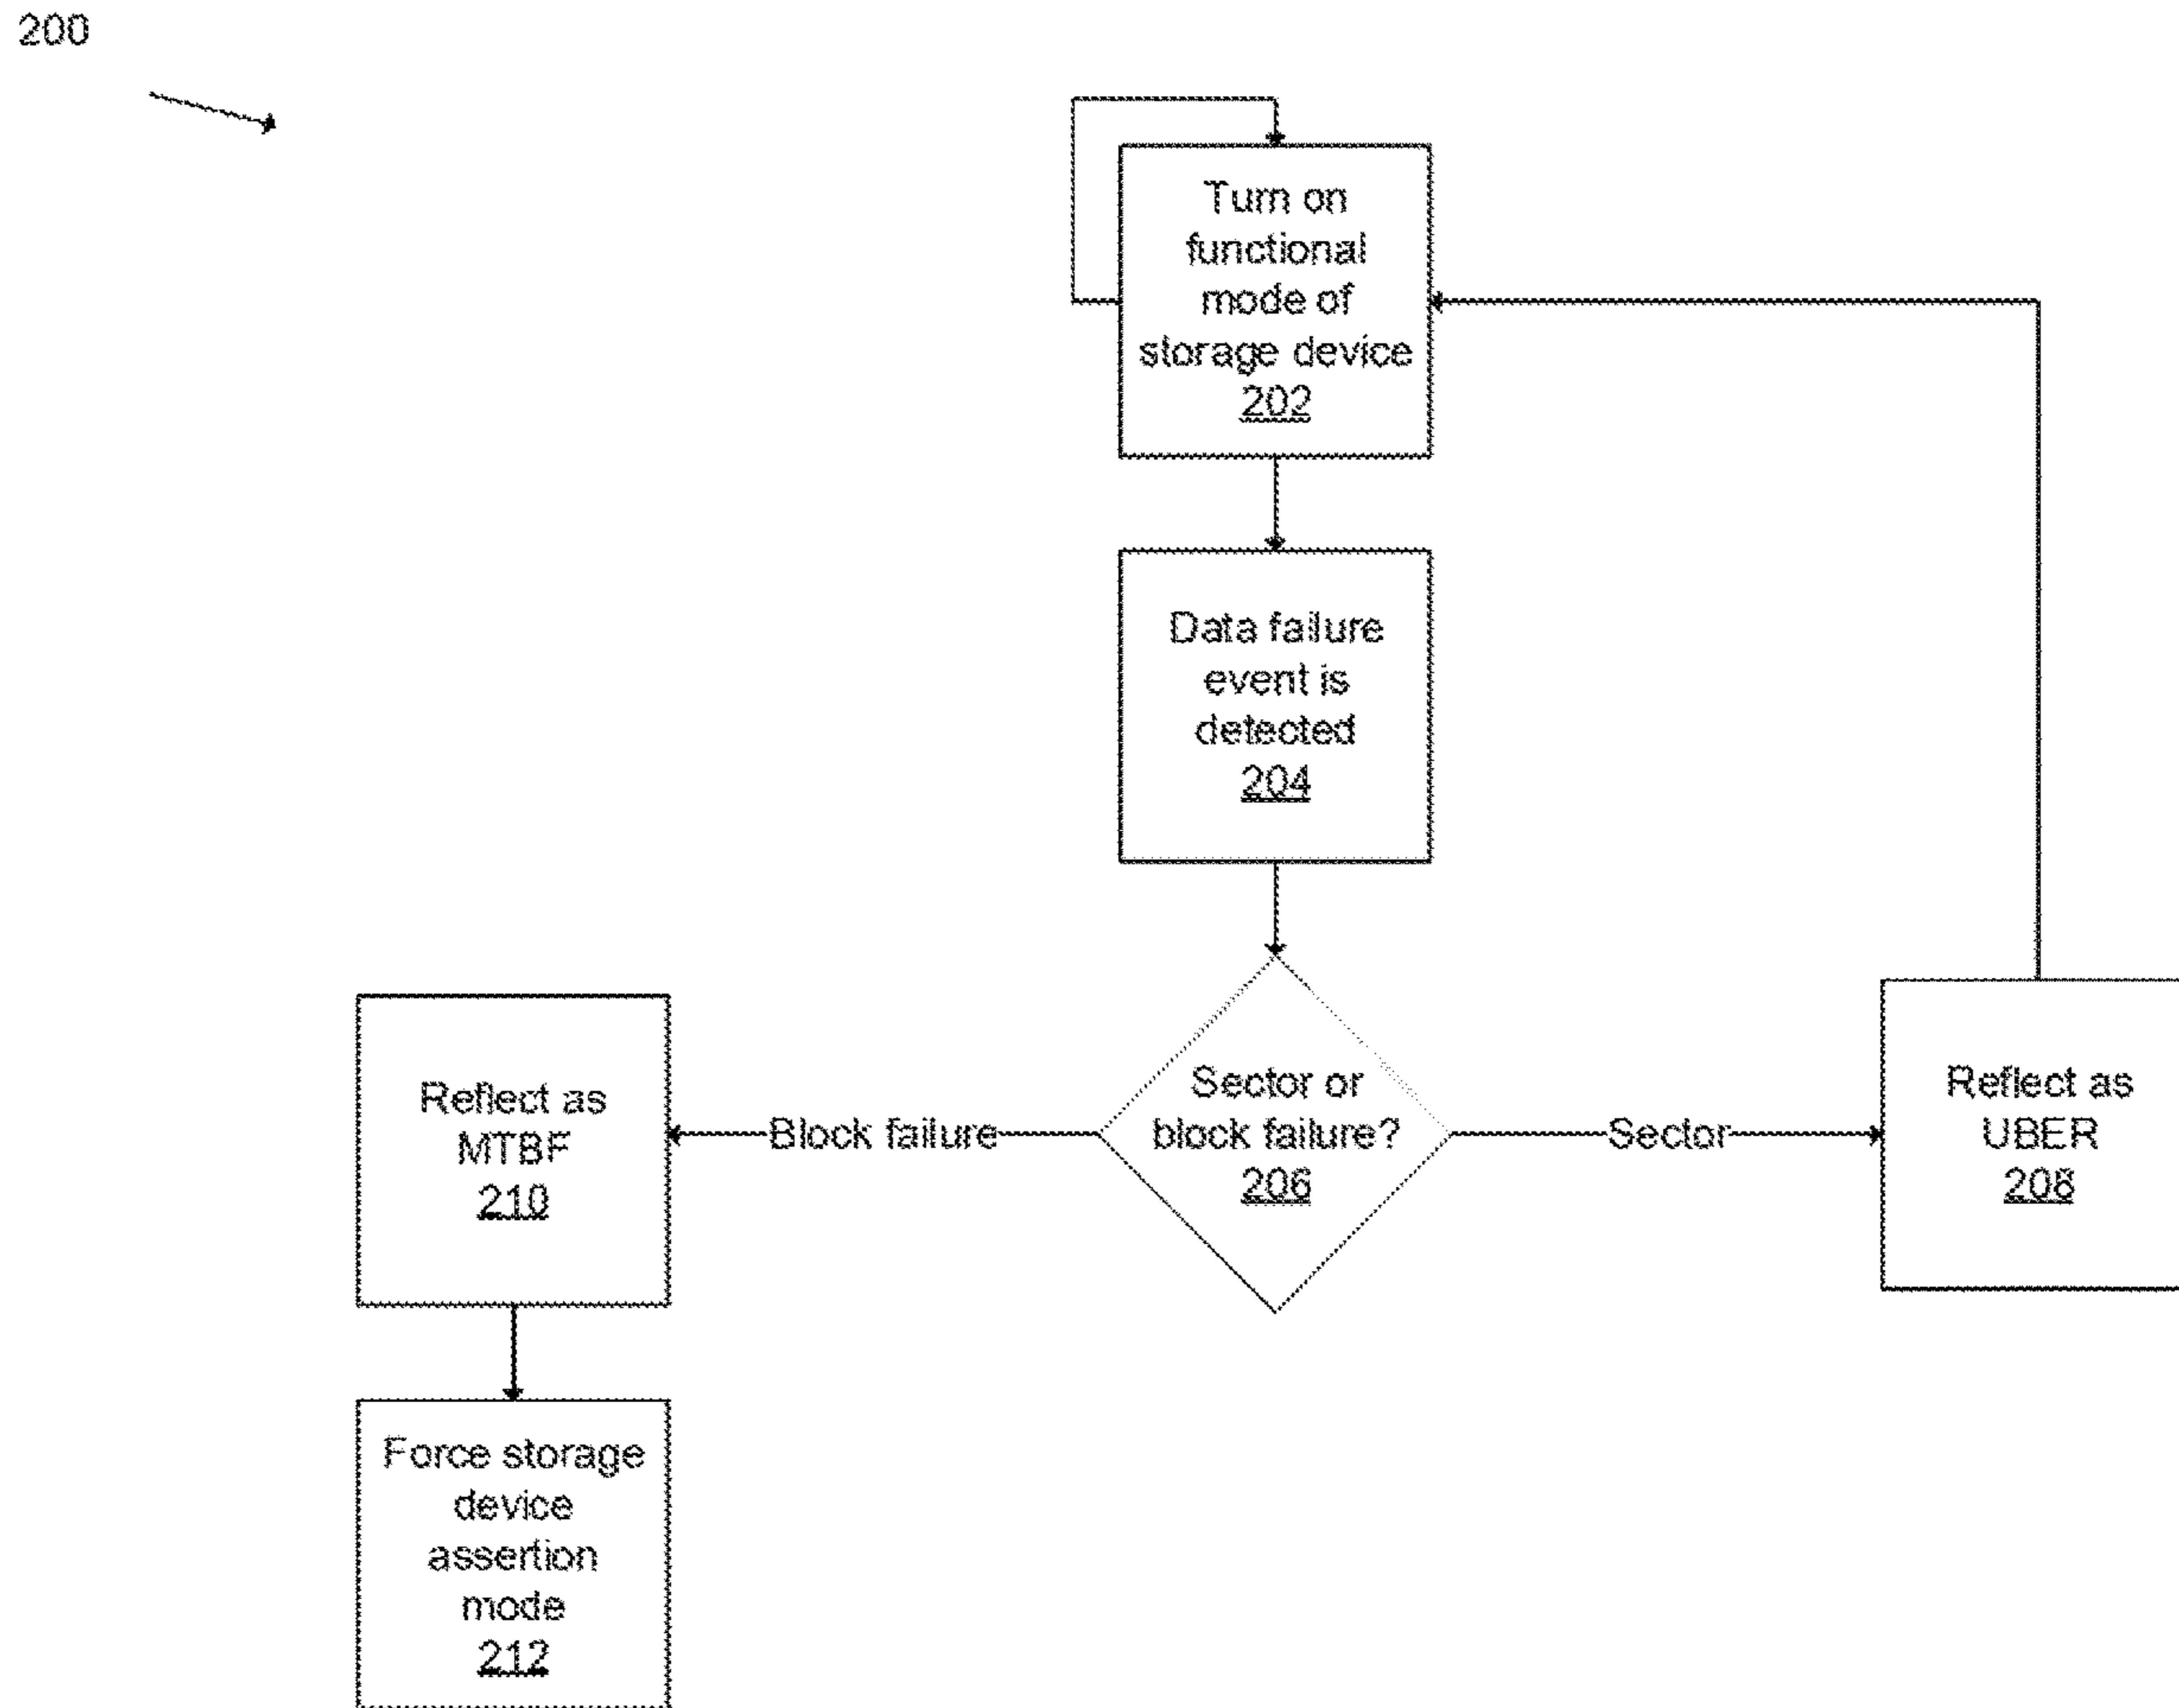 200
Turn on
functional
mode of
storage device
202
Data failure
event is
detected
204
Sector or
block failure?
206
Block failure
Sector
Reflect as
MTBF
210
Reflect as
UBER
208
Force storage
device
assertion
mode
212